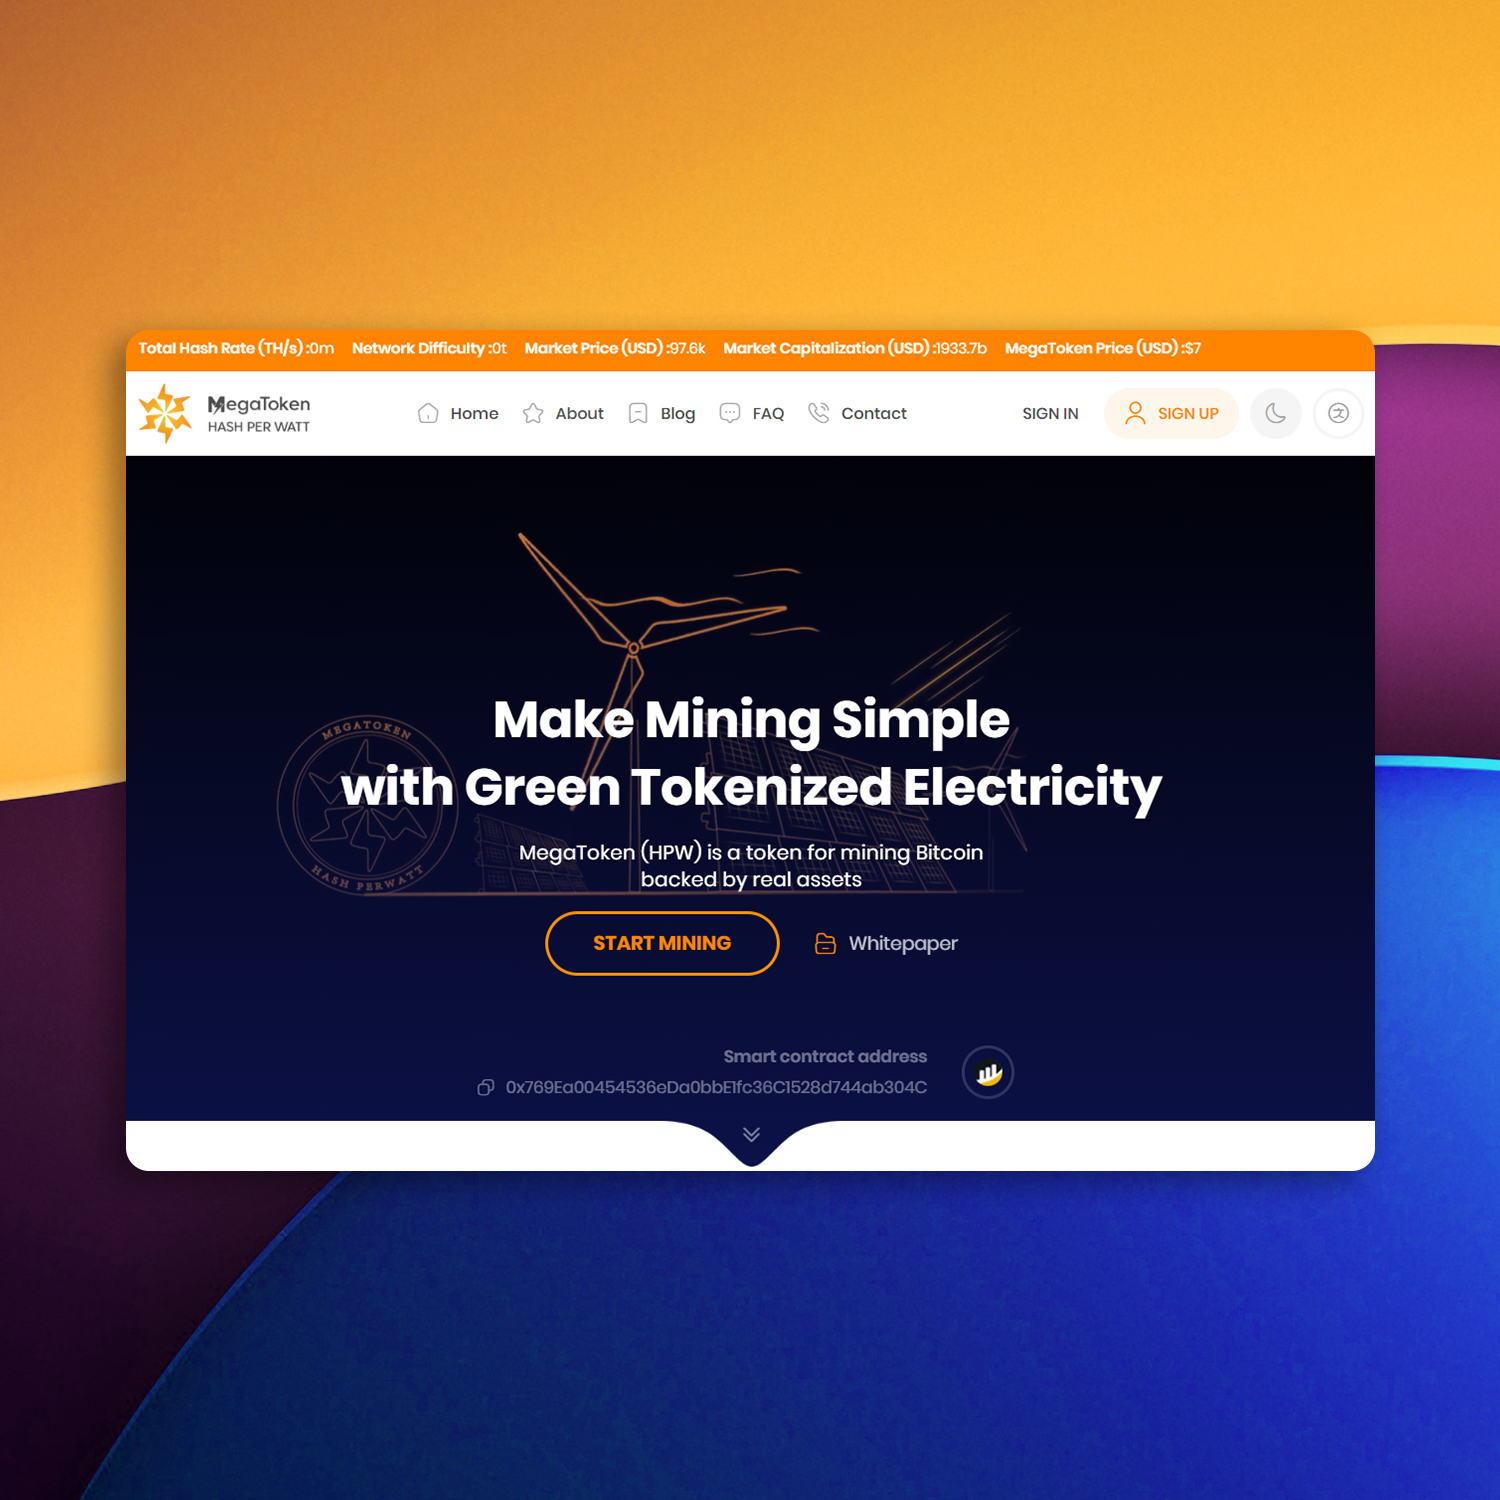 Total Hash Rate (TH/s) :0m Network Difficulty :0t Market Price (USD) :97.6k Market Capitalization (USD) :1933.7b MegaToken Price (USD) :$7
MegaToken
HASH PER WATT
Home About Blog FAQ Contact SIGN IN SIGN UP
Make Mining Simple
with Green Tokenized Electricity
MEGATOKEN
HASH PERWATT
MegaToken (HPW) is a token for mining Bitcoin
backed by real assets
START MINING Whitepaper
Smart contract address
0x769Ea00454536eDa0bbE1fc36C1528d744ab304C